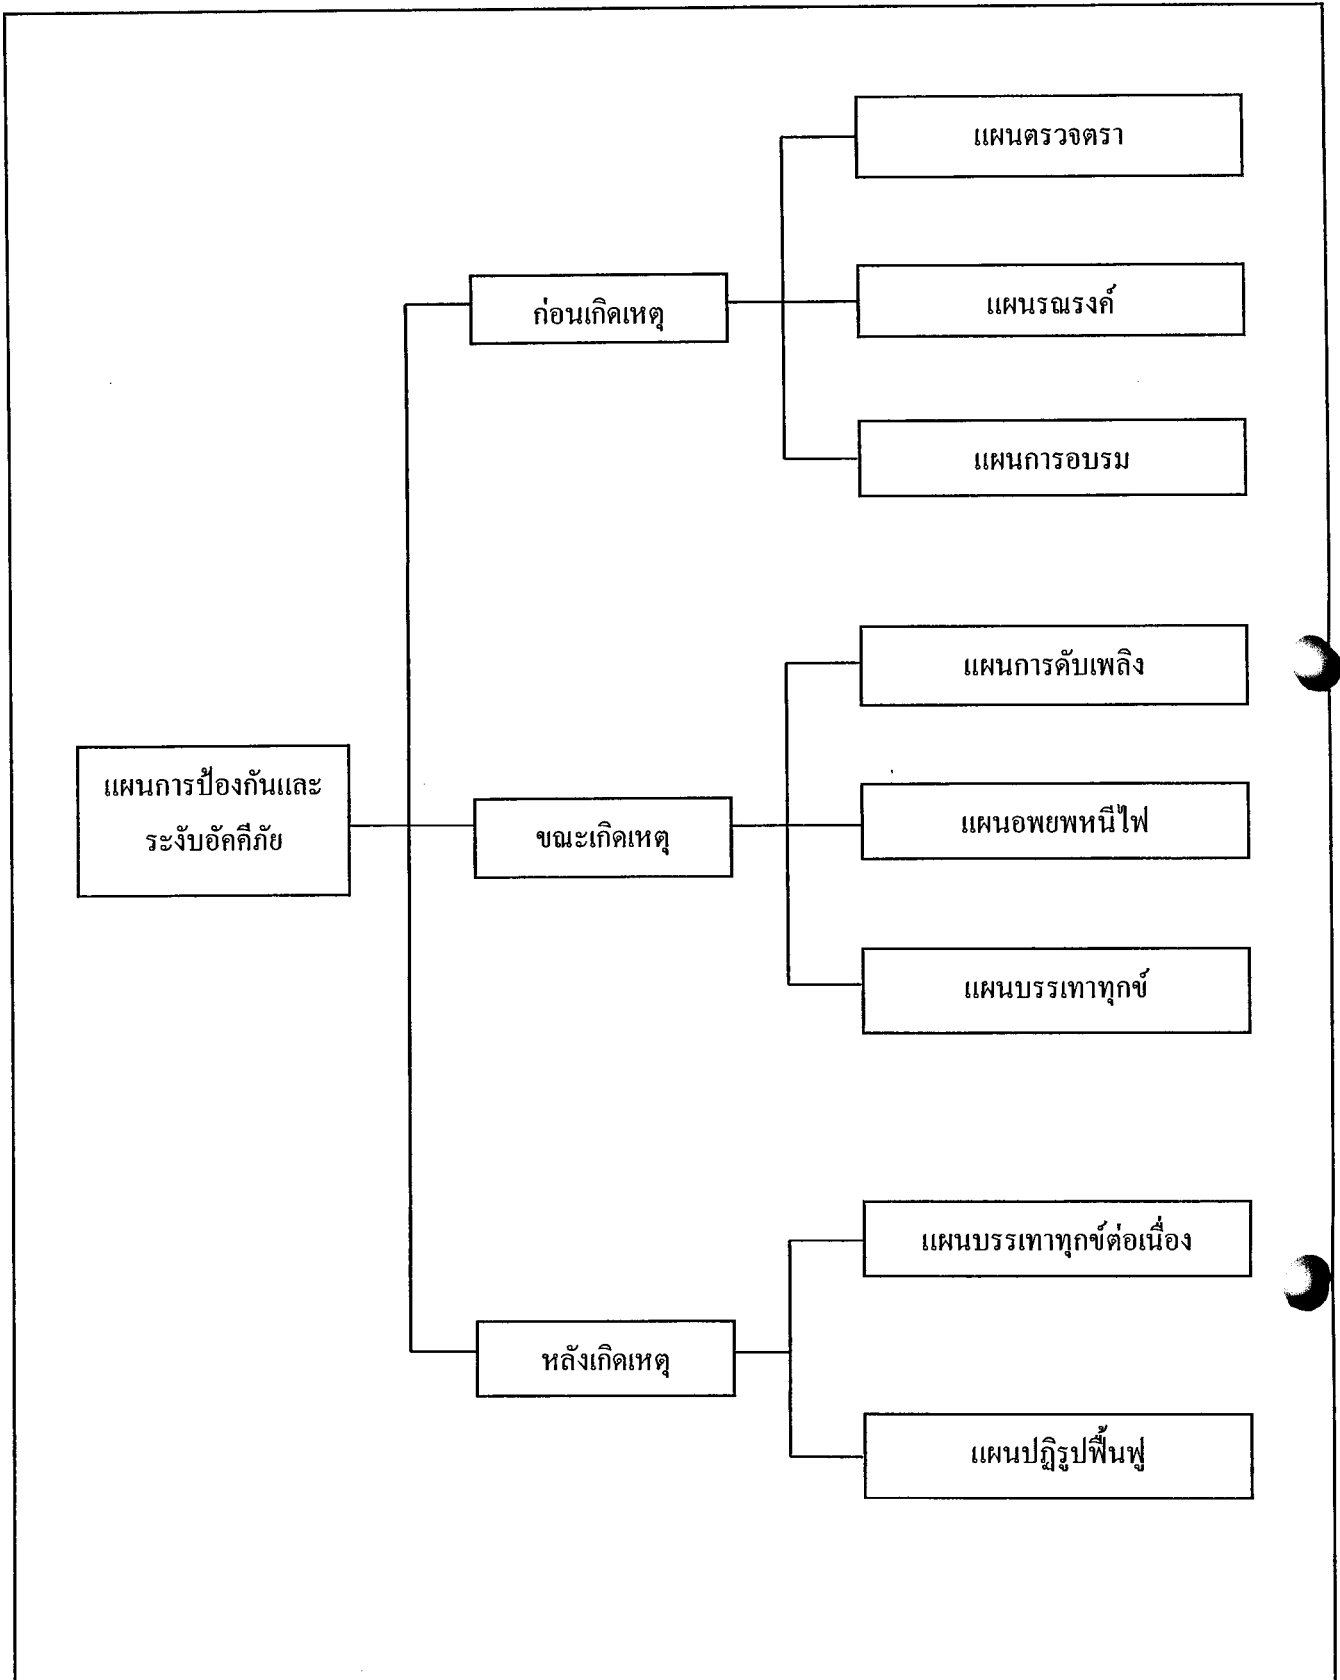 แผนการป้องกันและ
ระงับอัคคีภัย
ก่อนเกิดเหตุ
แผนตรวจตรา
แผนรณรงค์
แผนการอบรม
ขณะเกิดเหตุ
แผนการดับเพลิง
แผนอพยพหนีไฟ
แผนบรรเทาทุกข์
หลังเกิดเหตุ
แผนบรรเทาทุกข์ต่อเนื่อง
แผนปฏิรูปฟื้นฟู